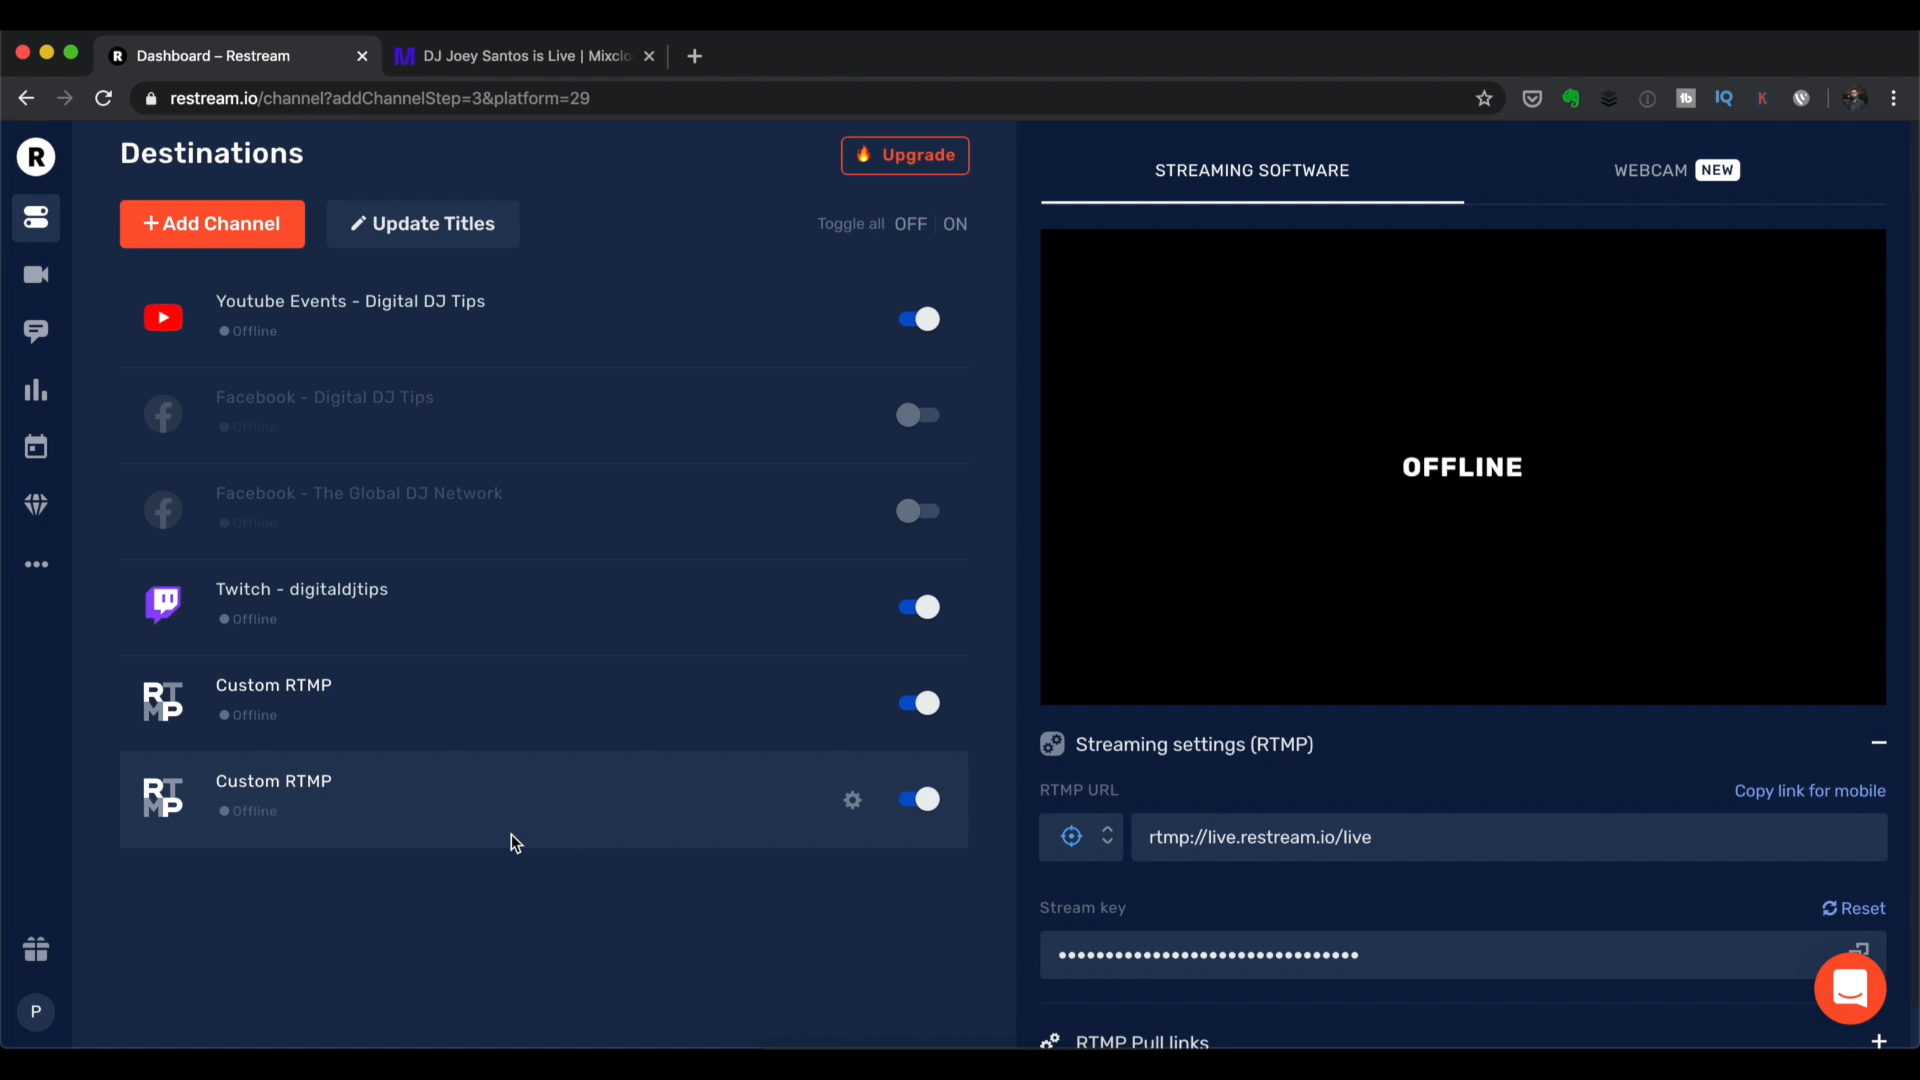 Dashboard – Restream
DJ Joey Santos is Live | Mixclo
restream.io/channel?addChannelStep=3&platform=29
Destinations
Upgrade
+ Add Channel
Update Titles
Toggle all OFF | ON
Youtube Events - Digital DJ Tips
Offline
Facebook - Digital DJ Tips
Offline
Facebook - The Global DJ Network
Offline
Twitch - digitaldjtips
Offline
RTMP
Custom RTMP
Offline
RTMP
Custom RTMP
Offline
P
STREAMING SOFTWARE
WEBCAM NEW
OFFLINE
Streaming settings (RTMP)
RTMP URL
Copy link for mobile
rtmp://live.restream.io/live
Stream key
Reset
RTMP Pull links